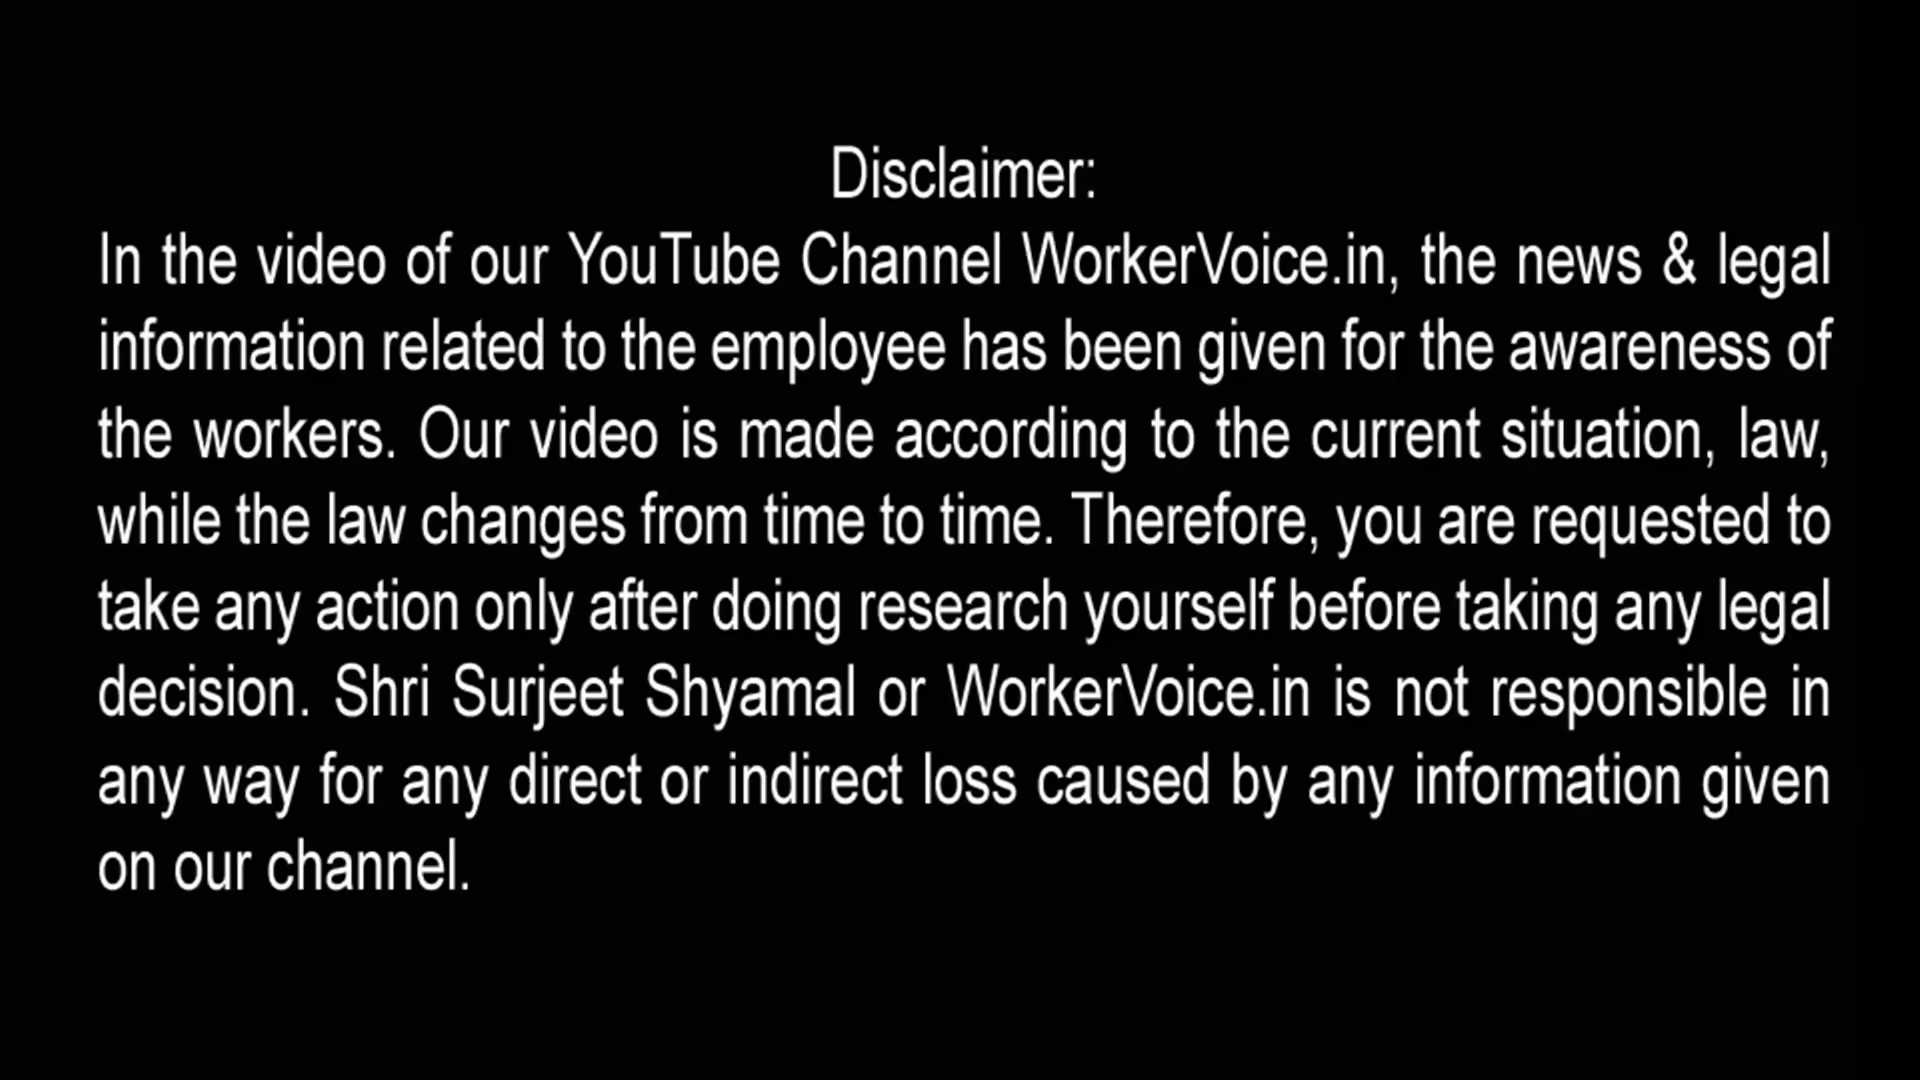 Disclaimer:
In the video of our YouTube Channel WorkerVoice.in, the news & legal
information related to the employee has been given for the awareness of
the workers. Our video is made according to the current situation, law,
while the law changes from time to time. Therefore, you are requested to
take any action only after doing research yourself before taking any legal
decision. Shri Surjeet Shyamal or WorkerVoice.in is not responsible in
any way for any direct or indirect loss caused by any information given
on our channel.